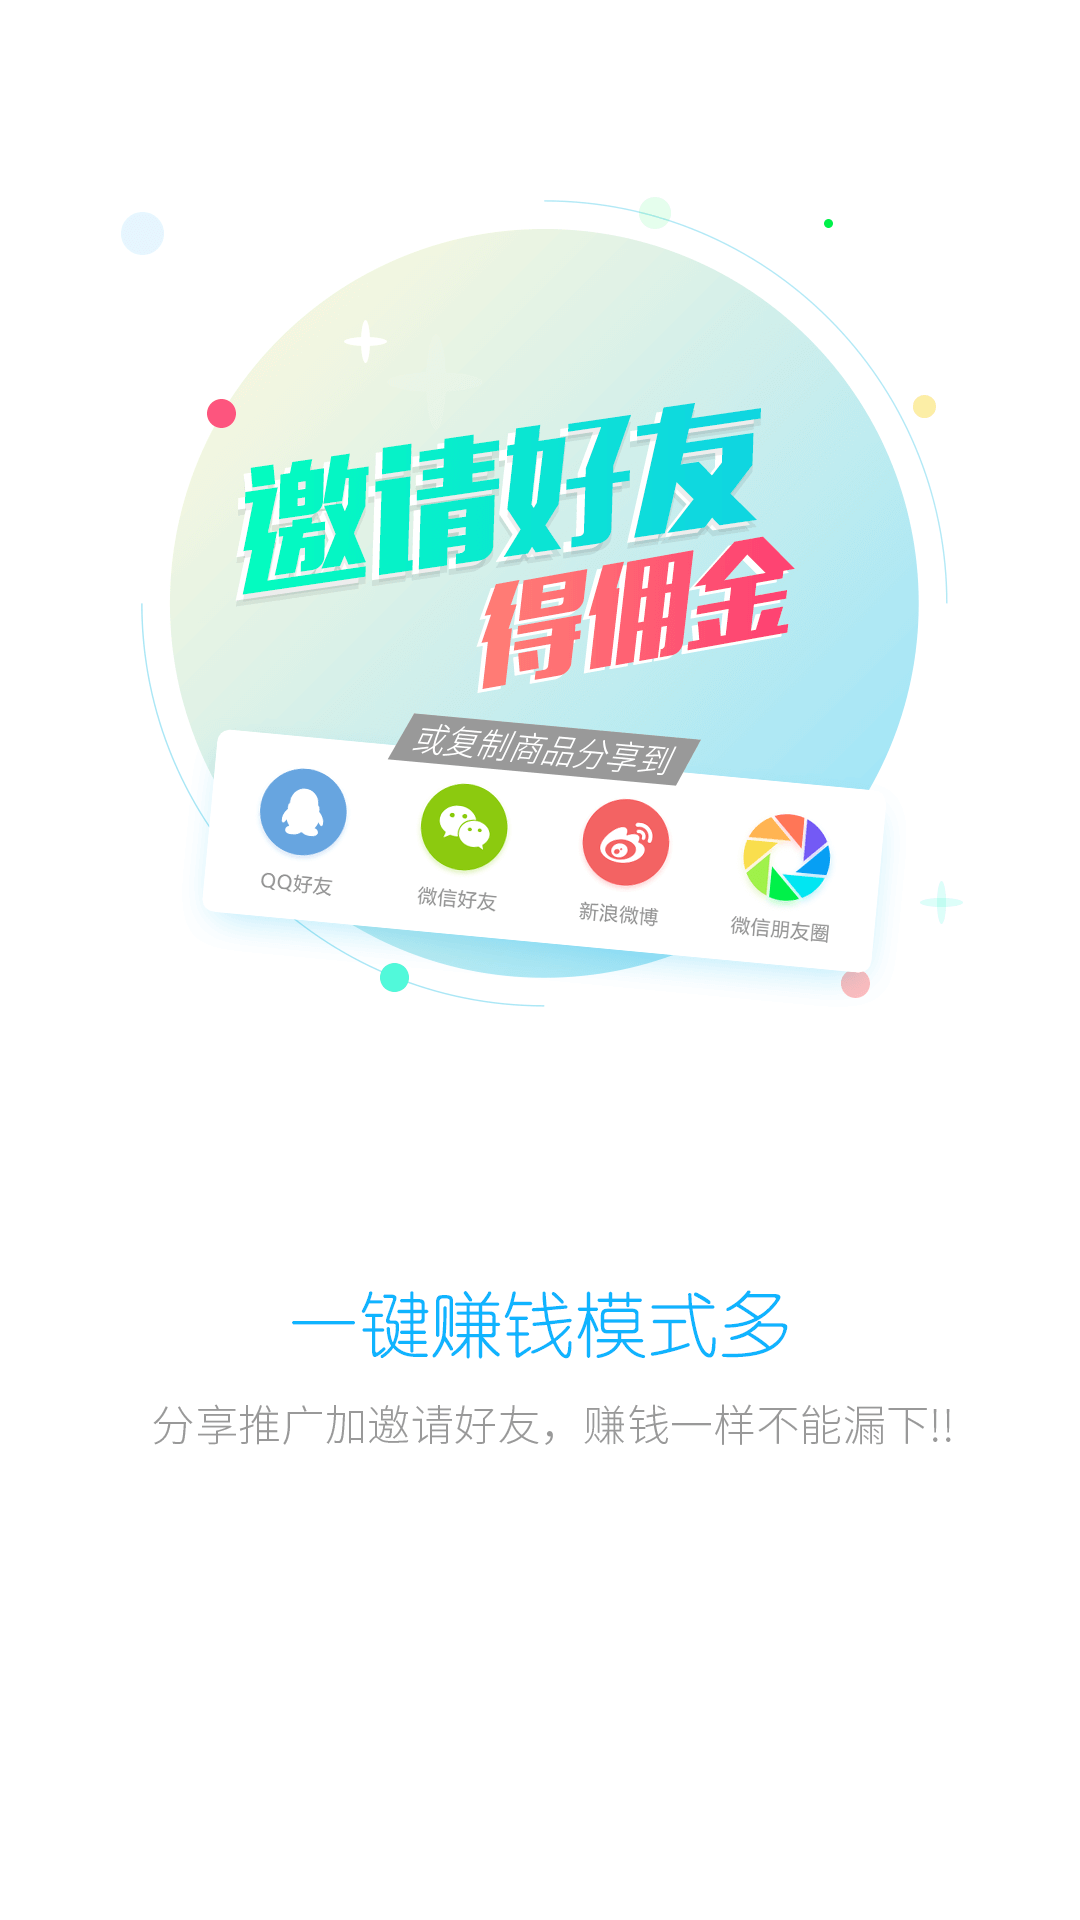 邀请好友
得佣金
或复制商品分享到
QQ好友
微信好友
新浪微博
微信朋友圈
一键赚钱模式多
分享推广加邀请好友，赚钱一样不能漏下!!